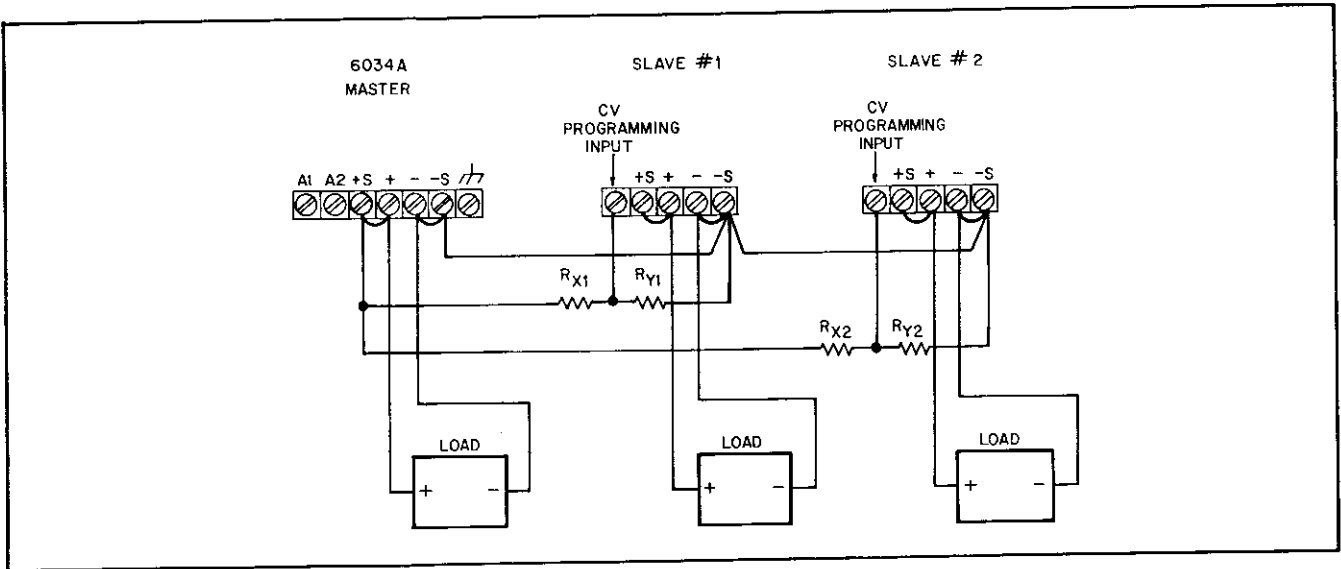 6034A
MASTER
SLAVE #1
SLAVE # 2
CV
PROGRAMMING
INPUT
CV
PROGRAMMING
INPUT
A1 A2 +S + - -S
+S + - -S
+S + - -S
RX1 RY1
RX2 RY2
LOAD
+ -
LOAD
+ -
LOAD
+ -